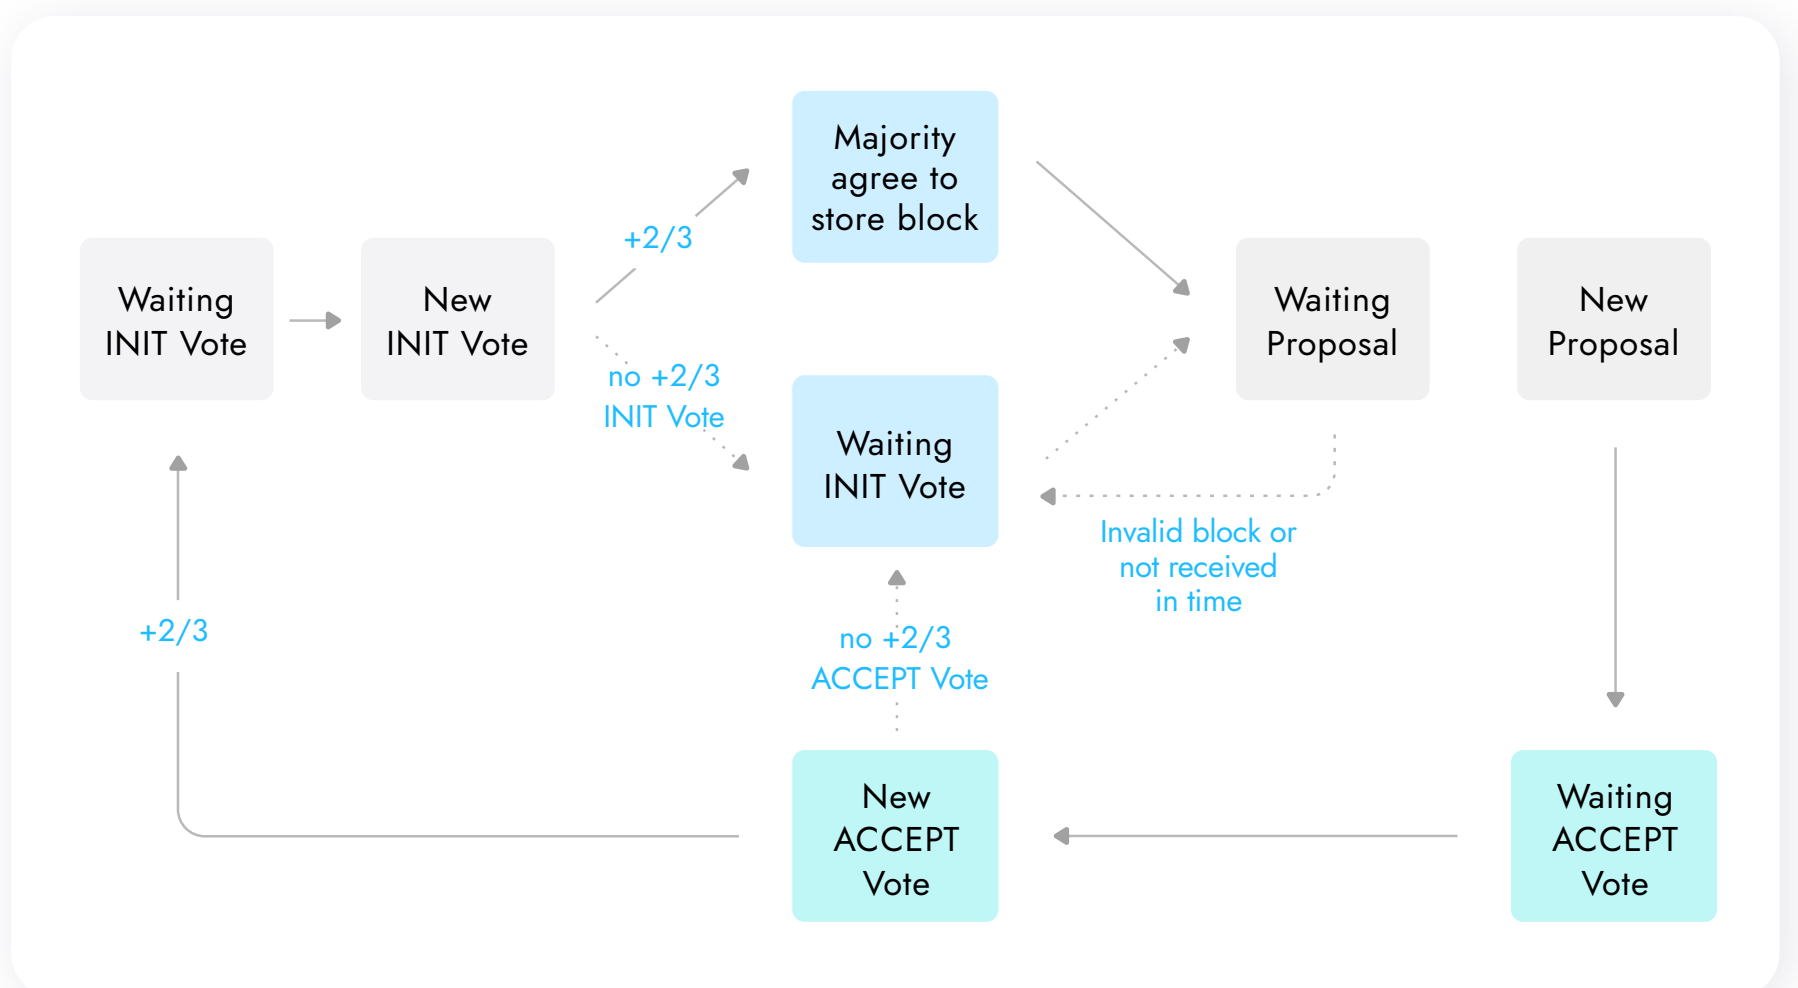 Majority
agree to
store block
+2/3
Waiting
INIT Vote
New
INIT Vote
Waiting
Proposal
New
Proposal
no +2/3
INIT Vote
Waiting
INIT Vote
Invalid block or
not received
in time
+2/3
no +2/3
ACCEPT Vote
New
ACCEPT
Vote
Waiting
ACCEPT
Vote